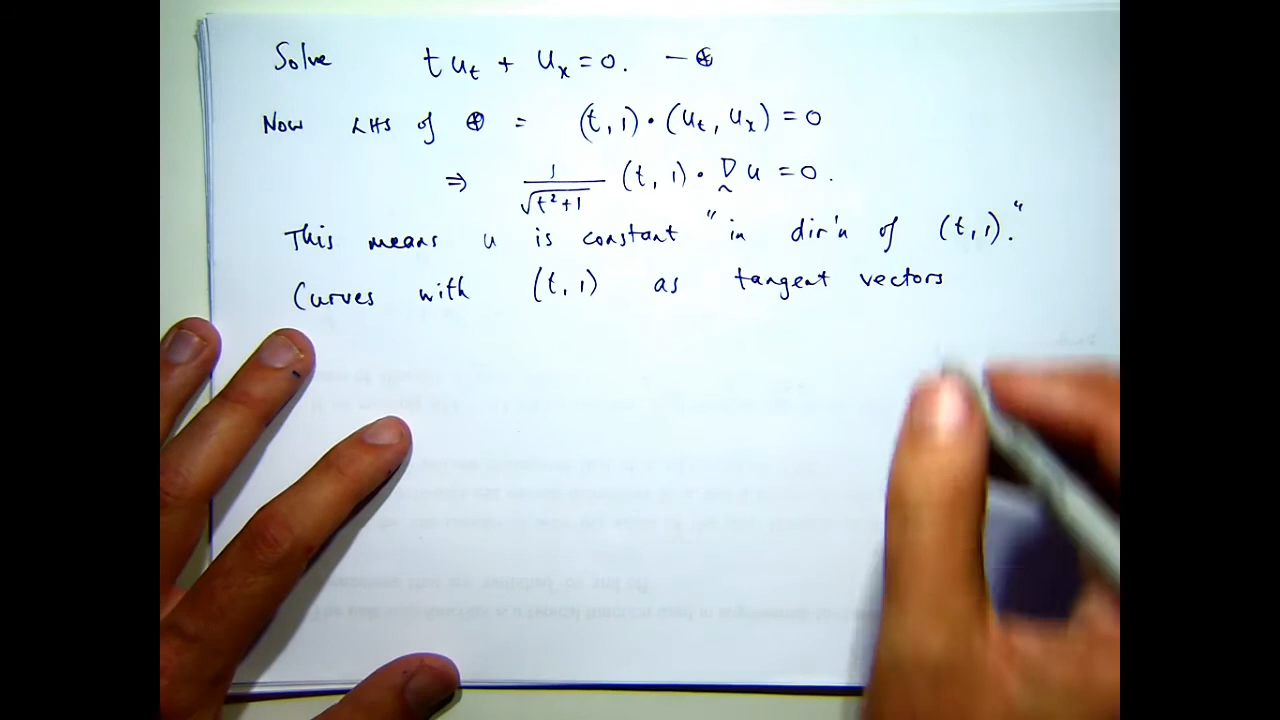 Solve t u_t + u_x = 0. — ⊛
Now LHS of ⊛ = (t, 1) • (u_t, u_x) = 0
⇒ 1/√(t² + 1) (t, 1) • ∇̰ u = 0.
This means u is constant "in dir'n of (t, 1)."
Curves with (t, 1) as tangent vectors